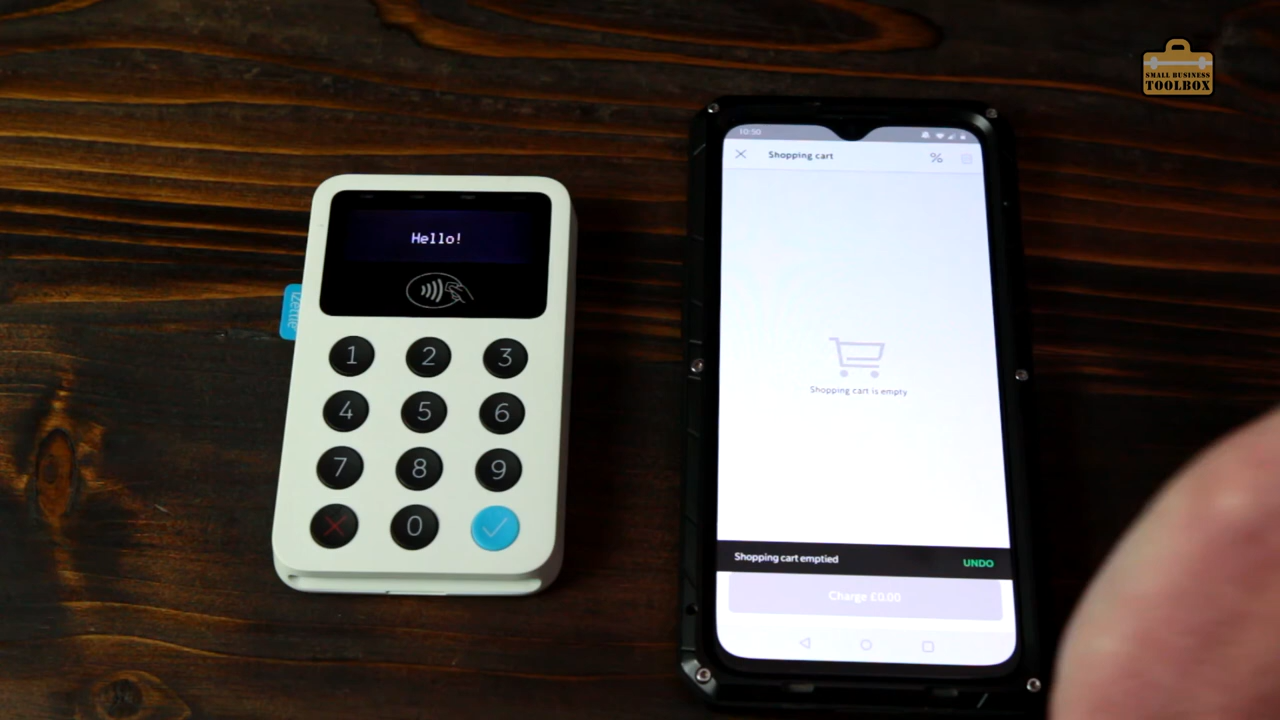 SMALL BUSINESS
TOOLBOX
Hello!
iZettle
1 2 3
4 5 6
7 8 9
0
10:50
Shopping cart %
Shopping cart is empty
Shopping cart emptied UNDO
Charge £0.00